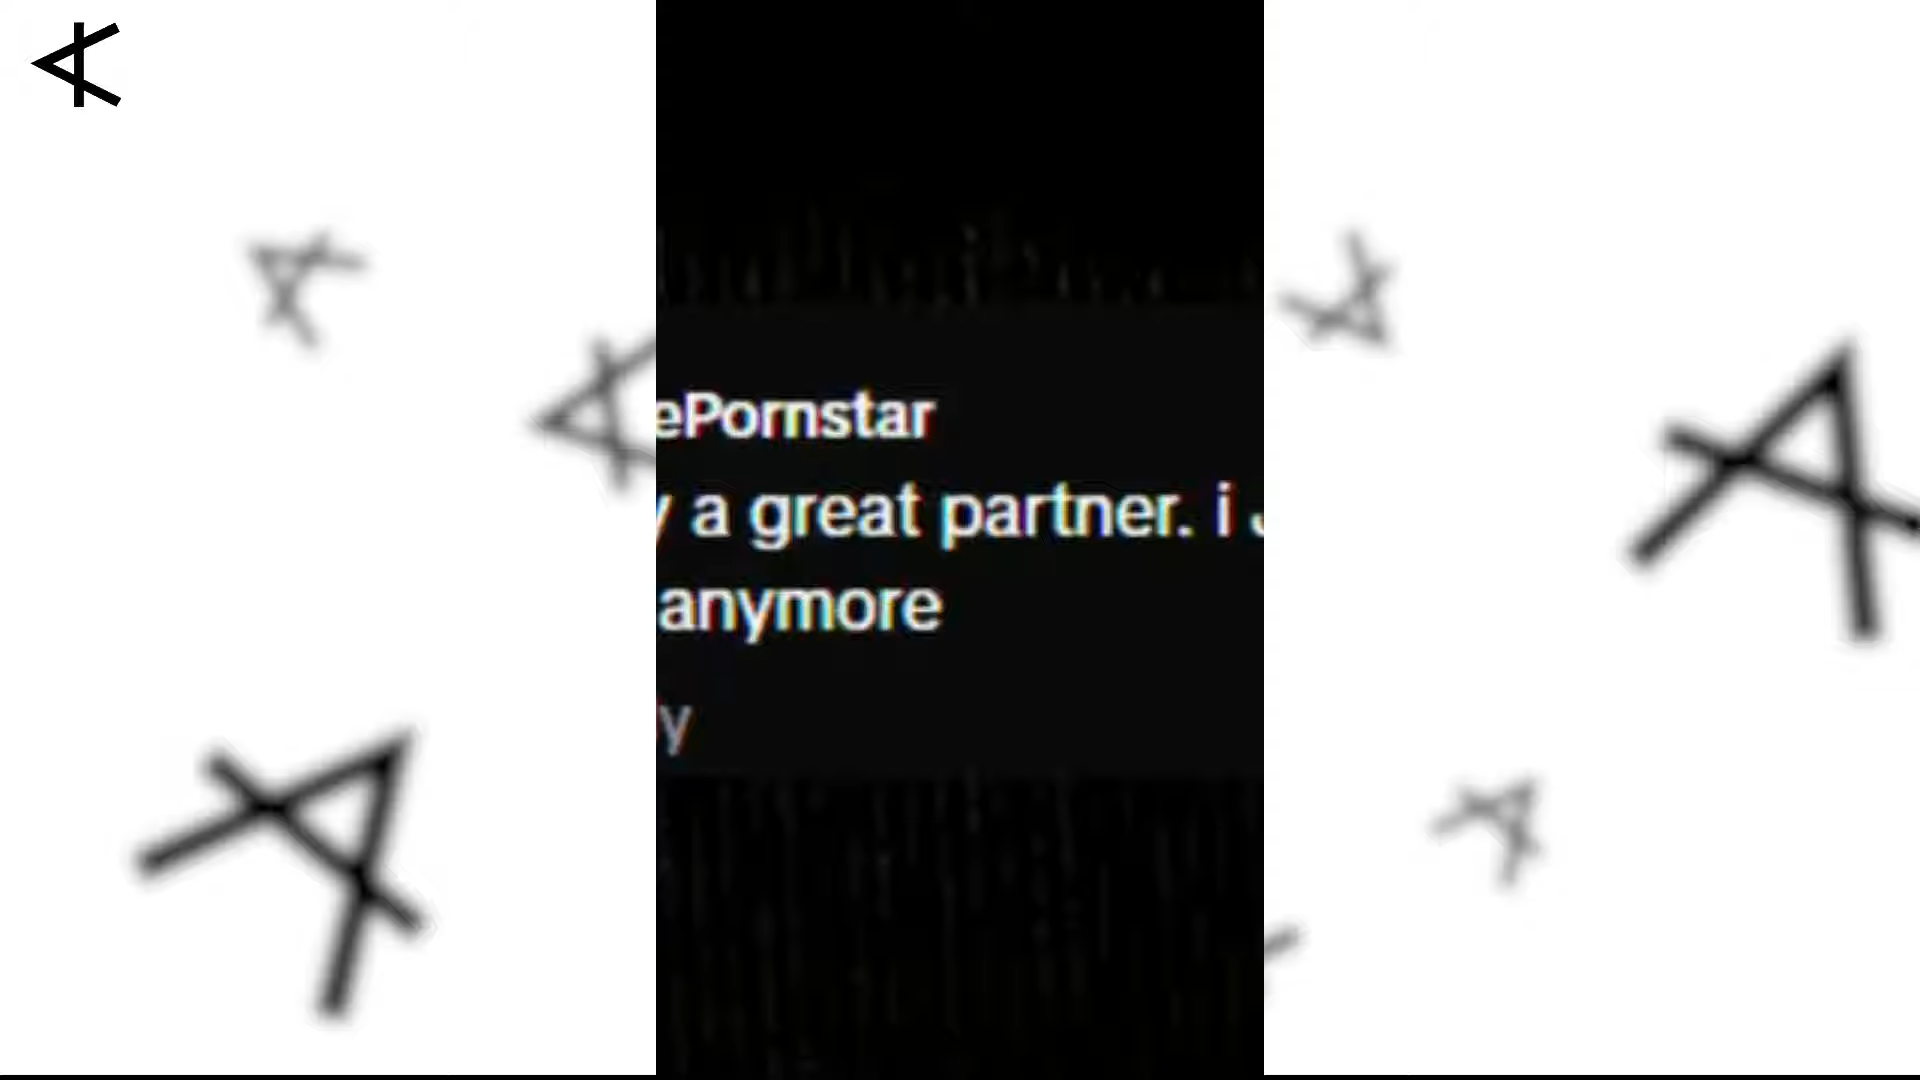 ePornstar
y a great partner. i
anymore
y